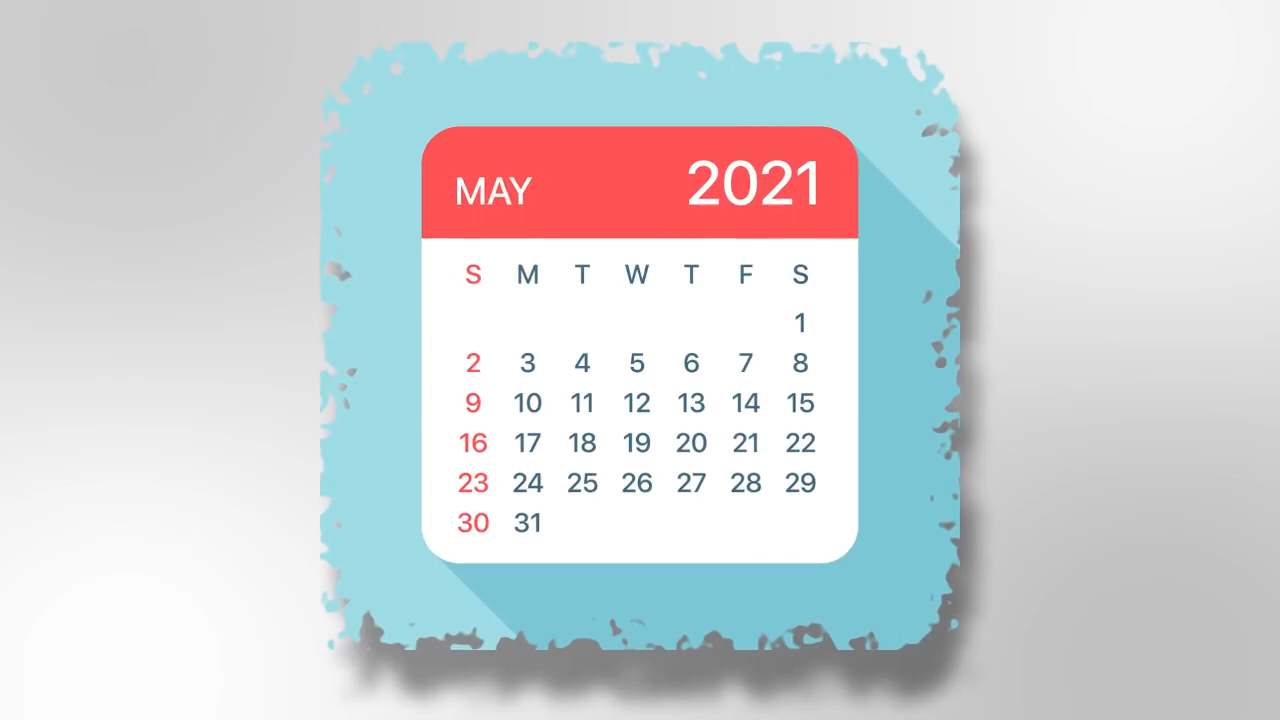 MAY 2021
S M T W T F S
1
2 3 4 5 6 7 8
9 10 11 12 13 14 15
16 17 18 19 20 21 22
23 24 25 26 27 28 29
30 31